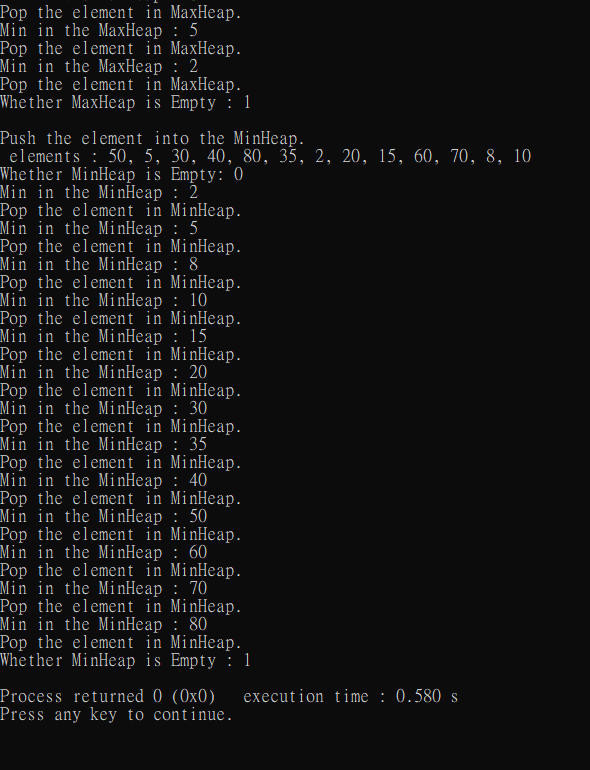 Pop the element in MaxHeap.
Min in the MaxHeap : 5
Pop the element in MaxHeap.
Min in the MaxHeap : 2
Pop the element in MaxHeap.
Whether MaxHeap is Empty : 1

Push the element into the MinHeap.
 elements : 50, 5, 30, 40, 80, 35, 2, 20, 15, 60, 70, 8, 10
Whether MinHeap is Empty: 0
Min in the MinHeap : 2
Pop the element in MinHeap.
Min in the MinHeap : 5
Pop the element in MinHeap.
Min in the MinHeap : 8
Pop the element in MinHeap.
Min in the MinHeap : 10
Pop the element in MinHeap.
Min in the MinHeap : 15
Pop the element in MinHeap.
Min in the MinHeap : 20
Pop the element in MinHeap.
Min in the MinHeap : 30
Pop the element in MinHeap.
Min in the MinHeap : 35
Pop the element in MinHeap.
Min in the MinHeap : 40
Pop the element in MinHeap.
Min in the MinHeap : 50
Pop the element in MinHeap.
Min in the MinHeap : 60
Pop the element in MinHeap.
Min in the MinHeap : 70
Pop the element in MinHeap.
Min in the MinHeap : 80
Pop the element in MinHeap.
Whether MinHeap is Empty : 1

Process returned 0 (0x0)   execution time : 0.580 s
Press any key to continue.